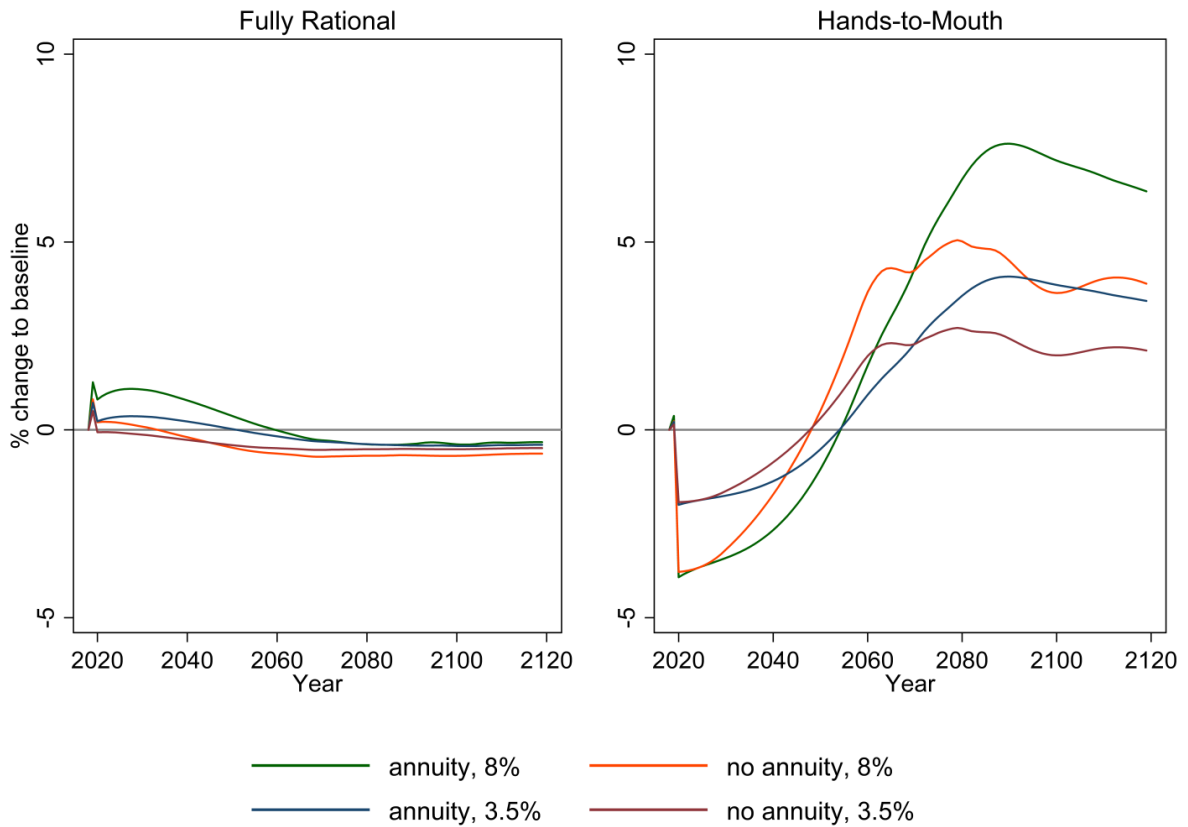 Fully Rational
Hands-to-Mouth
% change to baseline
10
5
0
-5
2020 2040 2060 2080 2100 2120
Year
10
5
0
-5
2020 2040 2060 2080 2100 2120
Year
annuity, 8%
no annuity, 8%
annuity, 3.5%
no annuity, 3.5%